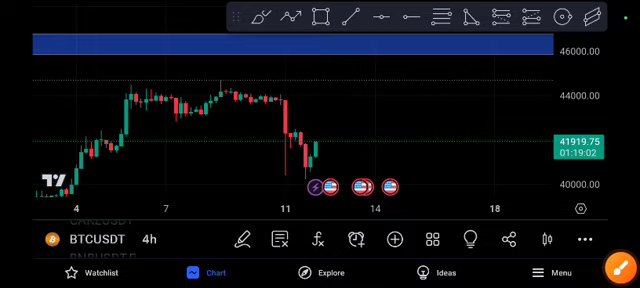 46000.00
44000.00
41919.75
01:19:02
40000.00
4 7 11 14 18
BTCUSDT 4h
Watchlist Chart Explore Ideas Menu